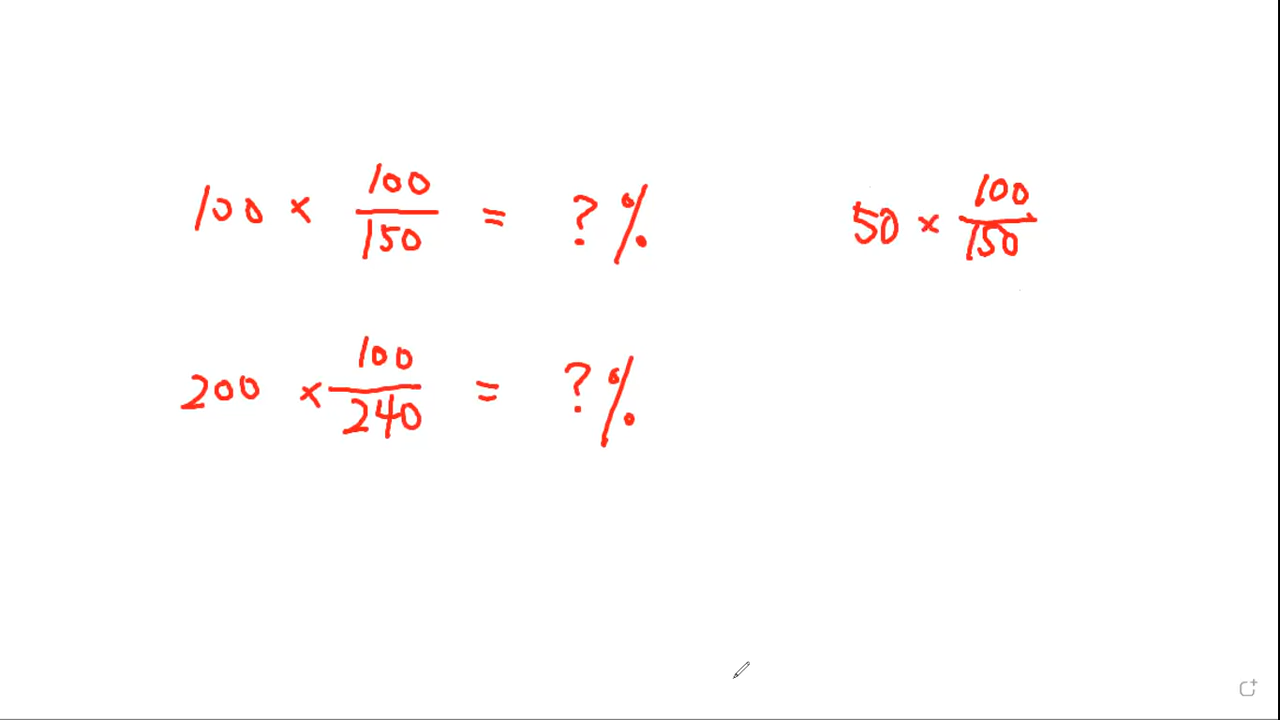 100 × 100/150 = ?%
50 × 100/150
200 × 100/240 = ?%